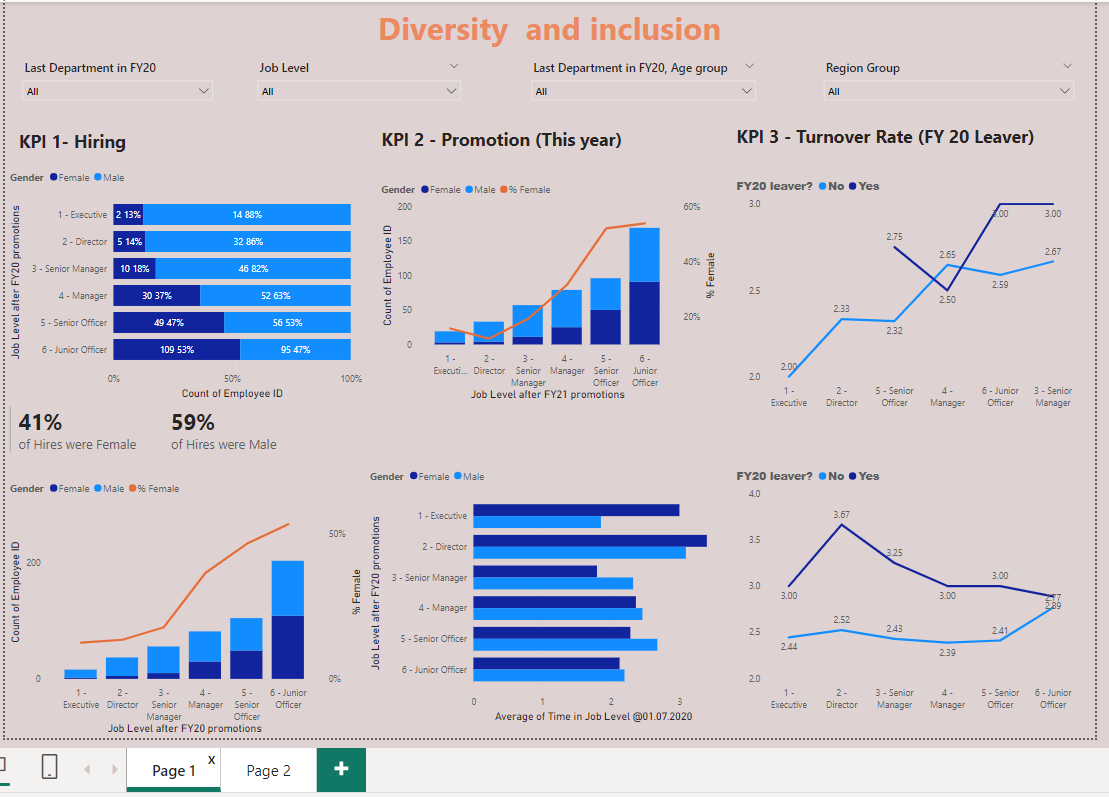 Diversity and inclusion
Last Department in FY20
Job Level
Last Department in FY20, Age group
Region Group
All
All
All
All
KPI 1- Hiring
Gender Female Male
Job Level after FY20 promotions
1 - Executive 2 13% 14 88%
2 - Director 5 14% 32 86%
3 - Senior Manager 10 18% 46 82%
4 - Manager 30 37% 52 63%
5 - Senior Officer 49 47% 56 53%
6 - Junior Officer 109 53% 95 47%
0% 50% 100%
Count of Employee ID
41%
of Hires were Female
59%
of Hires were Male
Gender Female Male % Female
Count of Employee ID
200
0
50%
0%
% Female
1 -
Executive
2 -
Director
3 -
Senior
Manager
4 -
Manager
5 -
Senior
Officer
6 - Junior
Officer
Job Level after FY20 promotions
KPI 2 - Promotion (This year)
Gender Female Male % Female
Count of Employee ID
200
150
100
50
0
60%
40%
20%
% Female
1 -
Executi...
2 -
Director
3 -
Senior
Manager
4 -
Manager
5 -
Senior
Officer
6 -
Junior
Officer
Job Level after FY21 promotions
Gender Female Male
Job Level after FY20 promotions
1 - Executive
2 - Director
3 - Senior Manager
4 - Manager
5 - Senior Officer
6 - Junior Officer
0 1 2 3
Average of Time in Job Level @01.07.2020
KPI 3 - Turnover Rate (FY 20 Leaver)
FY20 leaver? No Yes
3.0
2.5
2.0
2.00
2.33
2.32
2.75
2.65
2.50
3.00
2.59
3.00
2.67
1 -
Executive
2 -
Director
5 - Senior
Officer
4 -
Manager
6 - Junior
Officer
3 - Senior
Manager
FY20 leaver? No Yes
4.0
3.5
3.0
2.5
2.0
3.00
3.67
3.25
3.00
3.00
2.89
2.44
2.52
2.43
2.39
2.41
2.77
1 -
Executive
2 -
Director
3 - Senior
Manager
4 -
Manager
5 - Senior
Officer
6 - Junior
Officer
Page 1 x
Page 2
+